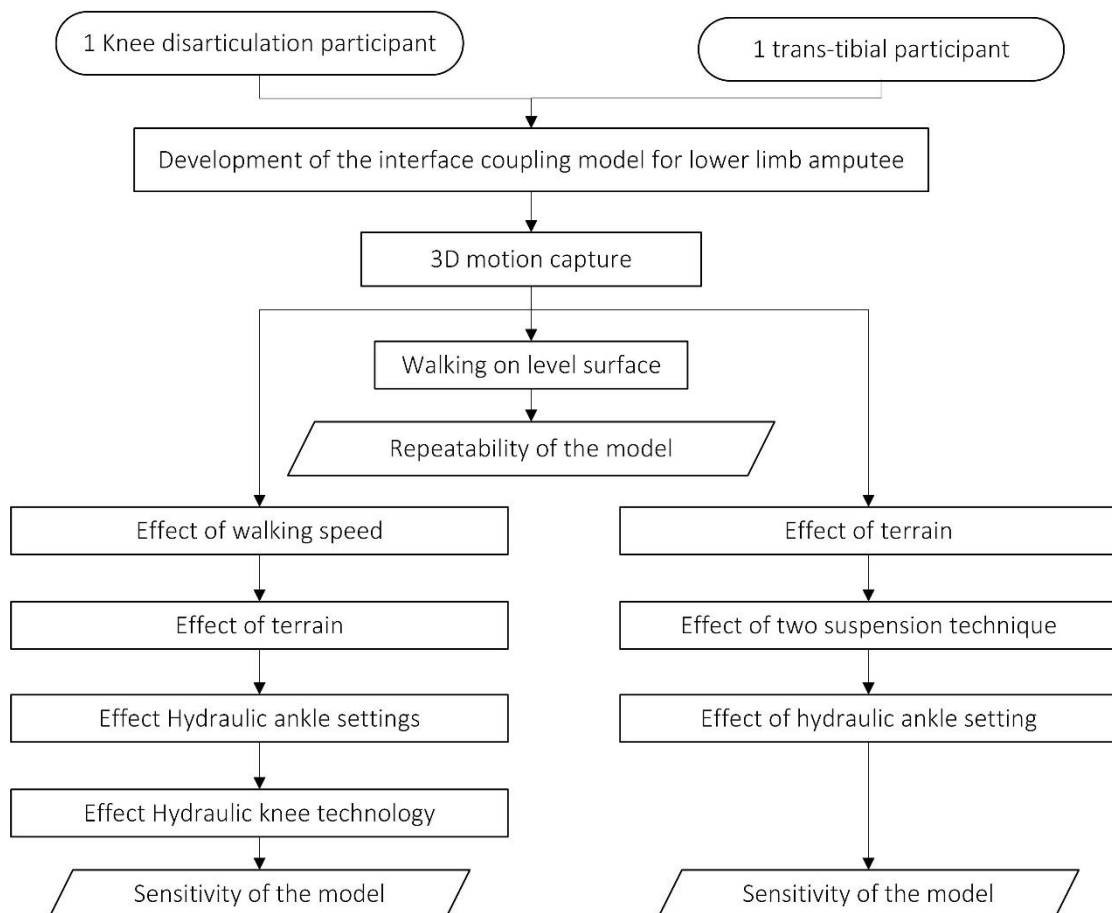 1 Knee disarticulation participant
1 trans-tibial participant
Development of the interface coupling model for lower limb amputee
3D motion capture
Walking on level surface
Repeatability of the model
Effect of walking speed
Effect of terrain
Effect Hydraulic ankle settings
Effect Hydraulic knee technology
Sensitivity of the model
Effect of terrain
Effect of two suspension technique
Effect of hydraulic ankle setting
Sensitivity of the model